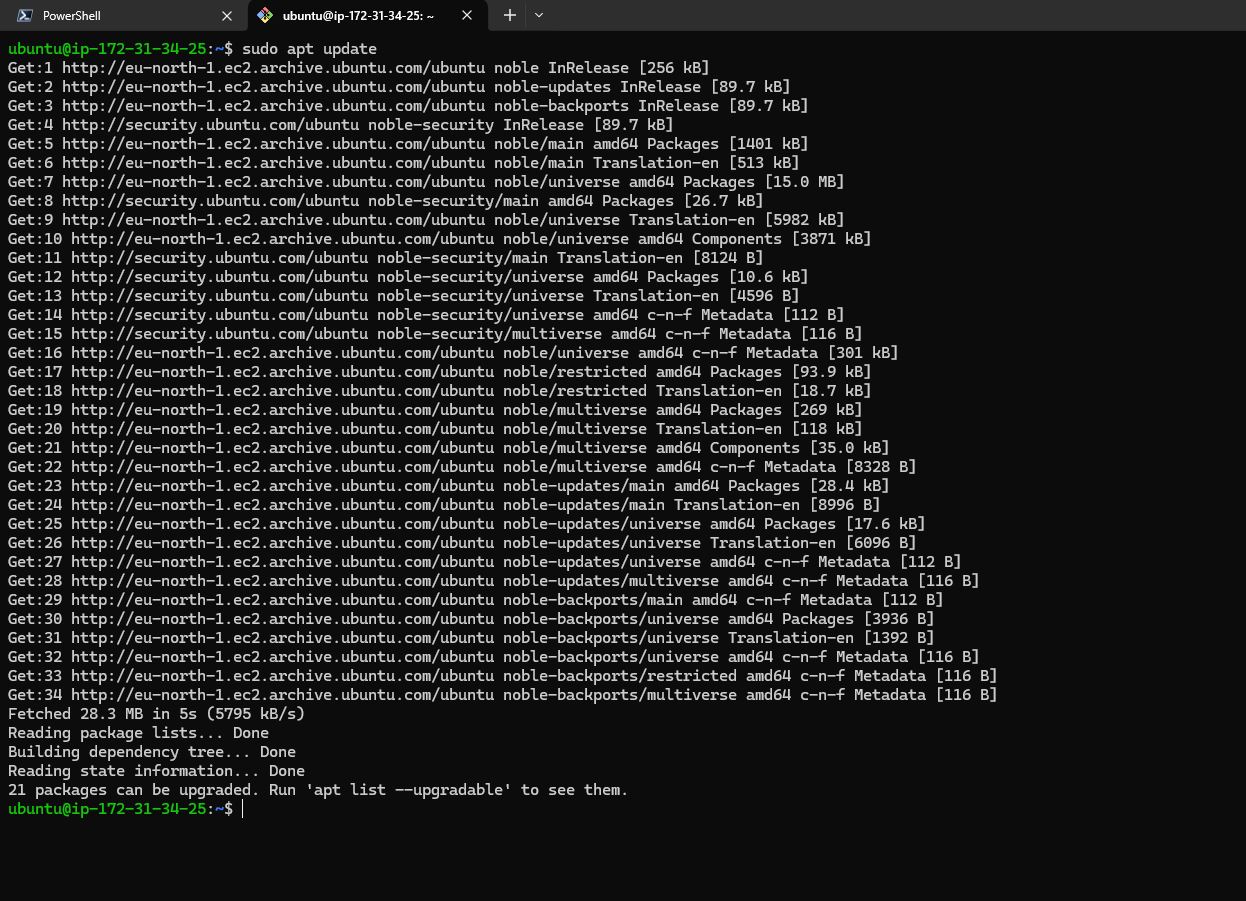 PowerShell
ubuntu@ip-172-31-34-25: ~
ubuntu@ip-172-31-34-25:~$ sudo apt update
Get:1 http://eu-north-1.ec2.archive.ubuntu.com/ubuntu noble InRelease [256 kB]
Get:2 http://eu-north-1.ec2.archive.ubuntu.com/ubuntu noble-updates InRelease [89.7 kB]
Get:3 http://eu-north-1.ec2.archive.ubuntu.com/ubuntu noble-backports InRelease [89.7 kB]
Get:4 http://security.ubuntu.com/ubuntu noble-security InRelease [89.7 kB]
Get:5 http://eu-north-1.ec2.archive.ubuntu.com/ubuntu noble/main amd64 Packages [1401 kB]
Get:6 http://eu-north-1.ec2.archive.ubuntu.com/ubuntu noble/main Translation-en [513 kB]
Get:7 http://eu-north-1.ec2.archive.ubuntu.com/ubuntu noble/universe amd64 Packages [15.0 MB]
Get:8 http://security.ubuntu.com/ubuntu noble-security/main amd64 Packages [26.7 kB]
Get:9 http://eu-north-1.ec2.archive.ubuntu.com/ubuntu noble/universe Translation-en [5982 kB]
Get:10 http://eu-north-1.ec2.archive.ubuntu.com/ubuntu noble/universe amd64 Components [3871 kB]
Get:11 http://security.ubuntu.com/ubuntu noble-security/main Translation-en [8124 B]
Get:12 http://security.ubuntu.com/ubuntu noble-security/universe amd64 Packages [10.6 kB]
Get:13 http://security.ubuntu.com/ubuntu noble-security/universe Translation-en [4596 B]
Get:14 http://security.ubuntu.com/ubuntu noble-security/universe amd64 c-n-f Metadata [112 B]
Get:15 http://security.ubuntu.com/ubuntu noble-security/multiverse amd64 c-n-f Metadata [116 B]
Get:16 http://eu-north-1.ec2.archive.ubuntu.com/ubuntu noble/universe amd64 c-n-f Metadata [301 kB]
Get:17 http://eu-north-1.ec2.archive.ubuntu.com/ubuntu noble/restricted amd64 Packages [93.9 kB]
Get:18 http://eu-north-1.ec2.archive.ubuntu.com/ubuntu noble/restricted Translation-en [18.7 kB]
Get:19 http://eu-north-1.ec2.archive.ubuntu.com/ubuntu noble/multiverse amd64 Packages [269 kB]
Get:20 http://eu-north-1.ec2.archive.ubuntu.com/ubuntu noble/multiverse Translation-en [118 kB]
Get:21 http://eu-north-1.ec2.archive.ubuntu.com/ubuntu noble/multiverse amd64 Components [35.0 kB]
Get:22 http://eu-north-1.ec2.archive.ubuntu.com/ubuntu noble/multiverse amd64 c-n-f Metadata [8328 B]
Get:23 http://eu-north-1.ec2.archive.ubuntu.com/ubuntu noble-updates/main amd64 Packages [28.4 kB]
Get:24 http://eu-north-1.ec2.archive.ubuntu.com/ubuntu noble-updates/main Translation-en [8996 B]
Get:25 http://eu-north-1.ec2.archive.ubuntu.com/ubuntu noble-updates/universe amd64 Packages [17.6 kB]
Get:26 http://eu-north-1.ec2.archive.ubuntu.com/ubuntu noble-updates/universe Translation-en [6096 B]
Get:27 http://eu-north-1.ec2.archive.ubuntu.com/ubuntu noble-updates/universe amd64 c-n-f Metadata [112 B]
Get:28 http://eu-north-1.ec2.archive.ubuntu.com/ubuntu noble-updates/multiverse amd64 c-n-f Metadata [116 B]
Get:29 http://eu-north-1.ec2.archive.ubuntu.com/ubuntu noble-backports/main amd64 c-n-f Metadata [112 B]
Get:30 http://eu-north-1.ec2.archive.ubuntu.com/ubuntu noble-backports/universe amd64 Packages [3936 B]
Get:31 http://eu-north-1.ec2.archive.ubuntu.com/ubuntu noble-backports/universe Translation-en [1392 B]
Get:32 http://eu-north-1.ec2.archive.ubuntu.com/ubuntu noble-backports/universe amd64 c-n-f Metadata [116 B]
Get:33 http://eu-north-1.ec2.archive.ubuntu.com/ubuntu noble-backports/restricted amd64 c-n-f Metadata [116 B]
Get:34 http://eu-north-1.ec2.archive.ubuntu.com/ubuntu noble-backports/multiverse amd64 c-n-f Metadata [116 B]
Fetched 28.3 MB in 5s (5795 kB/s)
Reading package lists... Done
Building dependency tree... Done
Reading state information... Done
21 packages can be upgraded. Run 'apt list --upgradable' to see them.
ubuntu@ip-172-31-34-25:~$